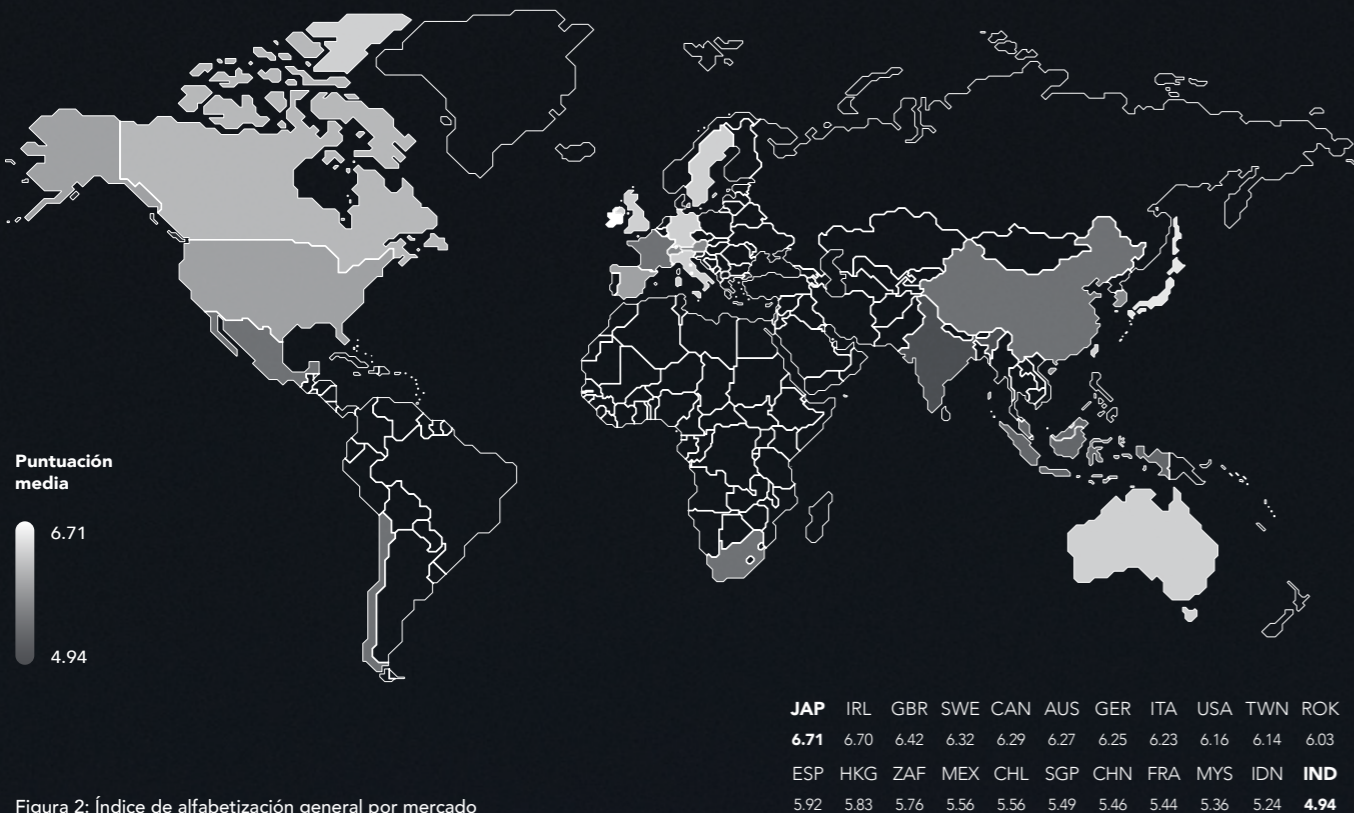 Puntuación
media
6.71
4.94
JAP IRL GBR SWE CAN AUS GER ITA USA TWN ROK
6.71 6.70 6.42 6.32 6.29 6.27 6.25 6.23 6.16 6.14 6.03
ESP HKG ZAF MEX CHL SGP CHN FRA MYS IDN IND
5.92 5.83 5.76 5.56 5.56 5.49 5.46 5.44 5.36 5.24 4.94
Figura 2: Índice de alfabetización general por mercado